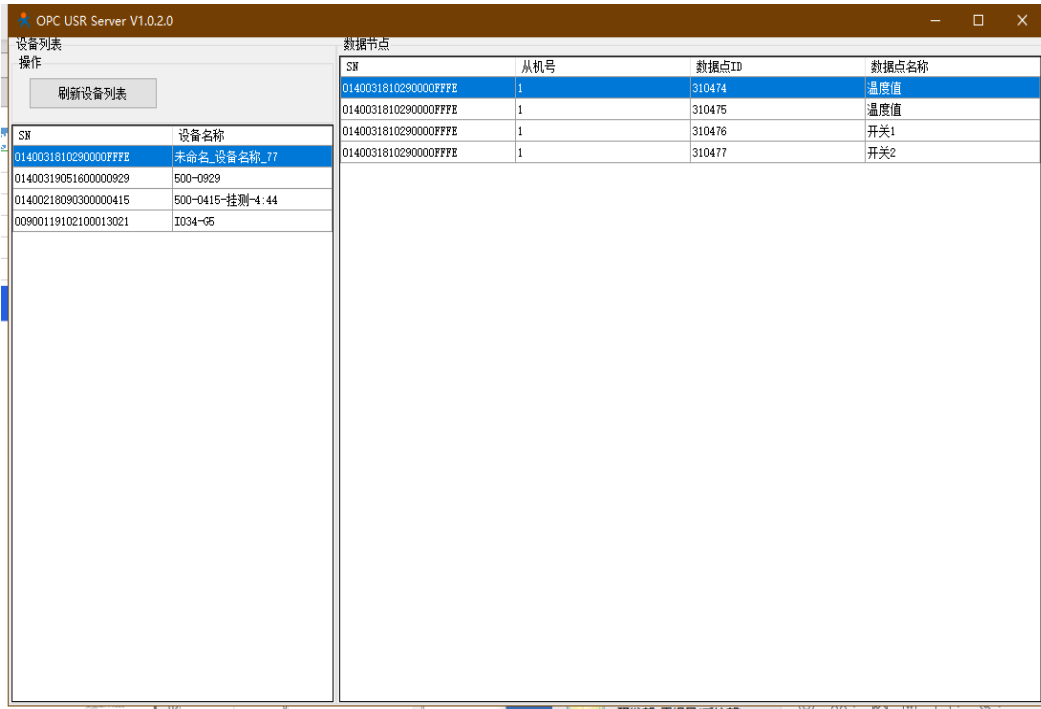 OPC USR Server V1.0.2.0
设备列表
操作
刷新设备列表
SN 设备名称
0140031810290000FFFE 未命名_设备名称_77
01400319051600000929 500-0929
01400218090300000415 500-0415-挂测-4:44
00900119102100013021 I034-G5
数据节点
SN 从机号 数据点ID 数据点名称
0140031810290000FFFE 1 310474 温度值
0140031810290000FFFE 1 310475 温度值
0140031810290000FFFE 1 310476 开关1
0140031810290000FFFE 1 310477 开关2